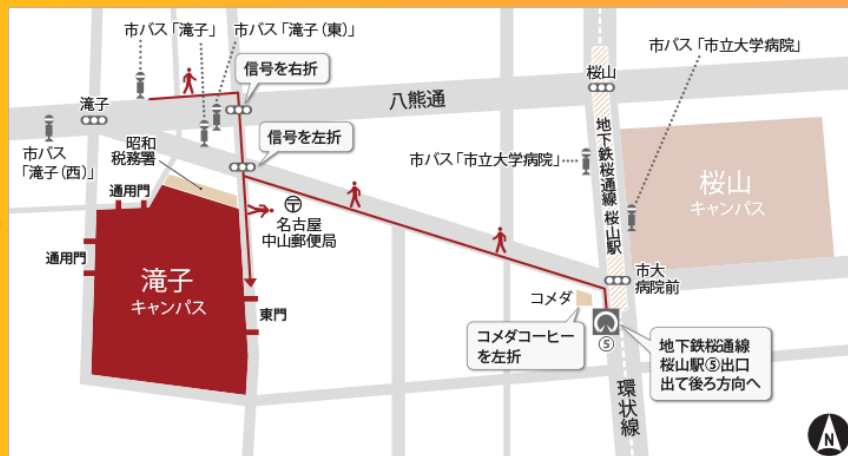 市バス「滝子」
市バス「滝子（東）」
信号を右折
滝子
八熊通
桜山
市バス「市立大学病院」
市バス
「滝子（西）」
昭和
税務署
信号を左折
市バス「市立大学病院」
地下鉄桜通線 桜山駅
桜山
キャンパス
通用門
通用門
〒
名古屋
中山郵便局
滝子
キャンパス
東門
市大
病院前
コメダ
コメダコーヒー
を左折
⑤
地下鉄桜通線
桜山駅⑤出口
出て後ろ方向へ
環状線
N